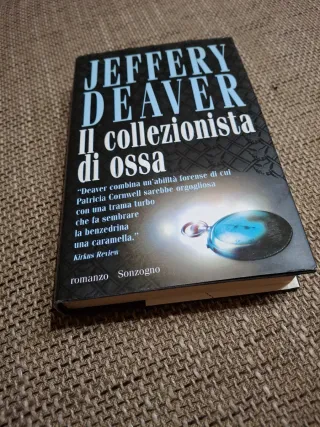 JEFFERY
DEAVER
Il collezionista
di ossa
"Deaver combina un'abilità forense di cui
Patricia Cornwell sarebbe orgogliosa
con una trama turbo
che fa sembrare
la benzedrina
una caramella."
Kirkus Review
romanzo Sonzogno